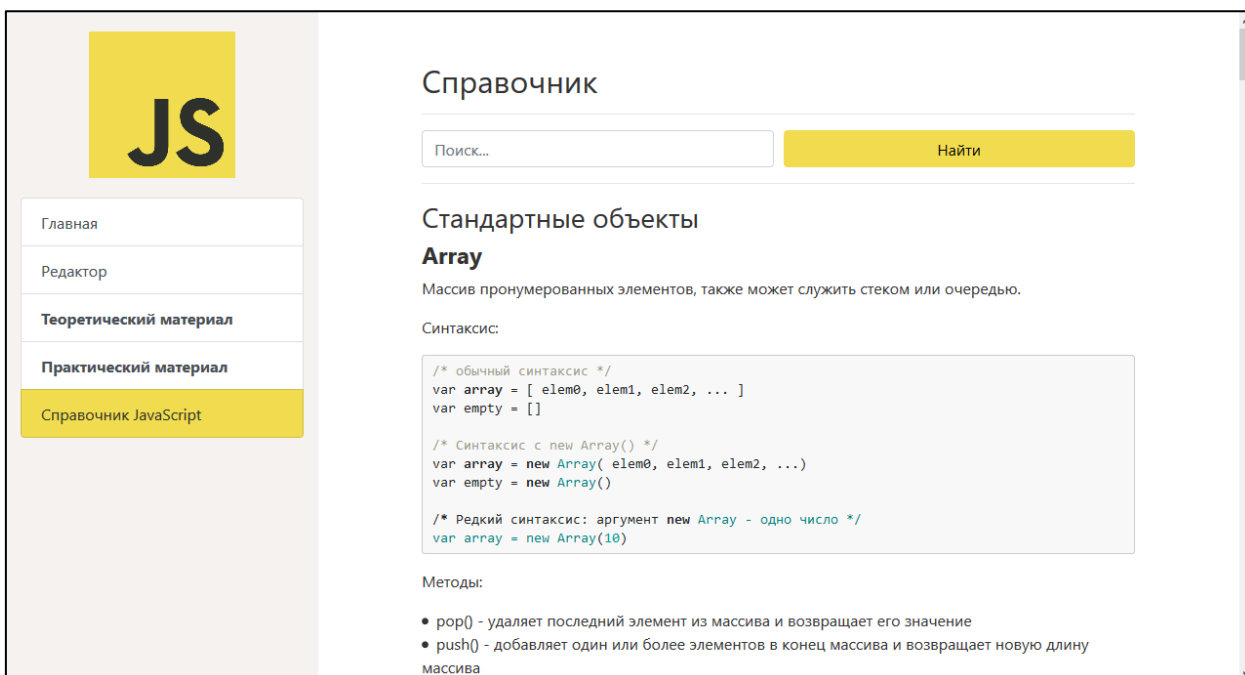 JS
Главная
Редактор
Теоретический материал
Практический материал
Справочник JavaScript
Справочник
Поиск...
Найти
Стандартные объекты
Array
Массив пронумерованных элементов, также может служить стеком или очередью.
Синтаксис:
/* обычный синтаксис */
var array = [ elem0, elem1, elem2, ... ]
var empty = []
/* Синтаксис с new Array() */
var array = new Array( elem0, elem1, elem2, ...)
var empty = new Array()
/* Редкий синтаксис: аргумент new Array - одно число */
var array = new Array(10)
Методы:
● pop() - удаляет последний элемент из массива и возвращает его значение
● push() - добавляет один или более элементов в конец массива и возвращает новую длину
массива